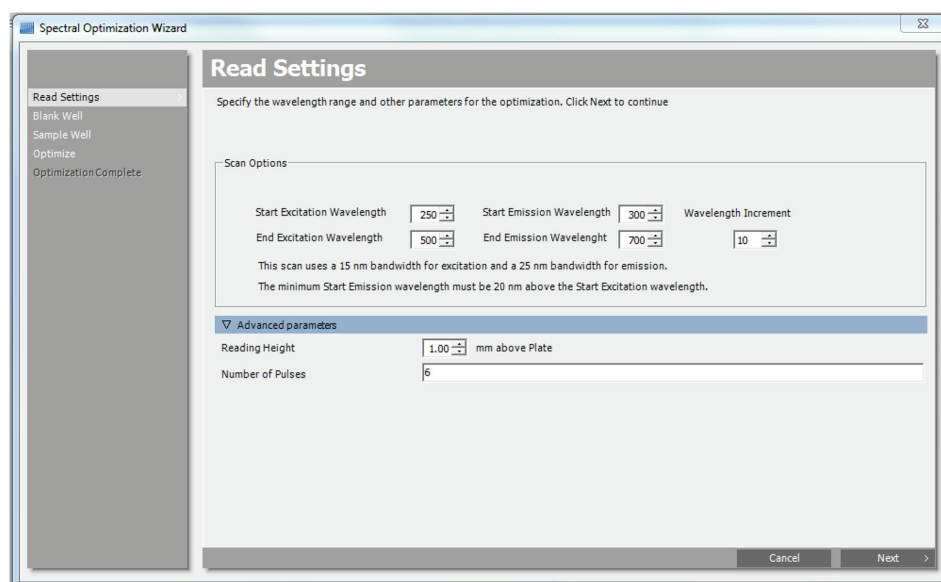 Spectral Optimization Wizard
Read Settings
Blank Well
Sample Well
Optimize
Optimization Complete
Read Settings
Specify the wavelength range and other parameters for the optimization. Click Next to continue
Scan Options
Start Excitation Wavelength 250 Start Emission Wavelength 300 Wavelength Increment
End Excitation Wavelength 500 End Emission Wavelenght 700 10
This scan uses a 15 nm bandwidth for excitation and a 25 nm bandwidth for emission.
The minimum Start Emission wavelength must be 20 nm above the Start Excitation wavelength.
Advanced parameters
Reading Height 1.00 mm above Plate
Number of Pulses 6
Cancel Next >